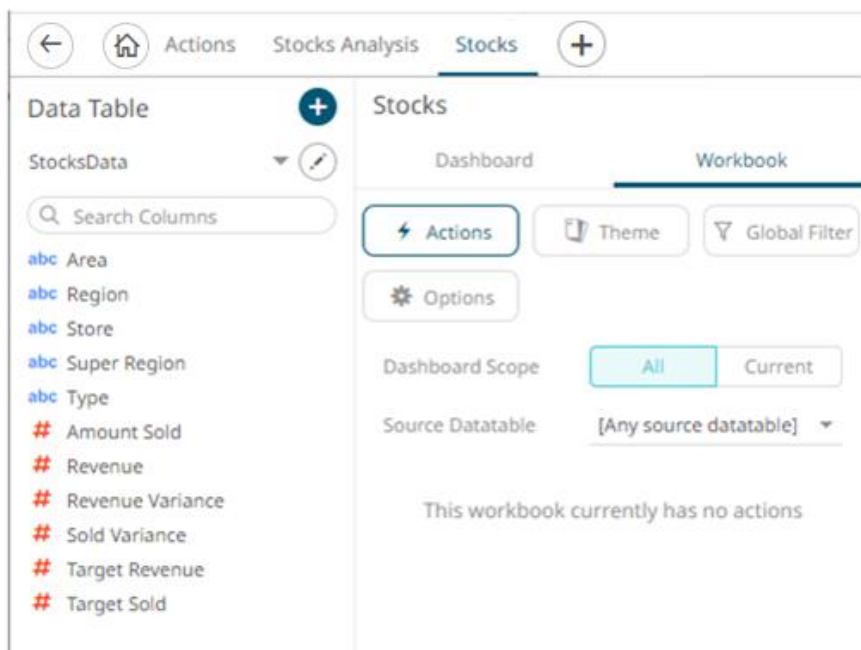 Actions Stocks Analysis Stocks
Data Table
StocksData
Search Columns
abc Area
abc Region
abc Store
abc Super Region
abc Type
# Amount Sold
# Revenue
# Revenue Variance
# Sold Variance
# Target Revenue
# Target Sold
Stocks
Dashboard Workbook
Actions Theme Global Filter
Options
Dashboard Scope All Current
Source Datatable [Any source datatable]
This workbook currently has no actions